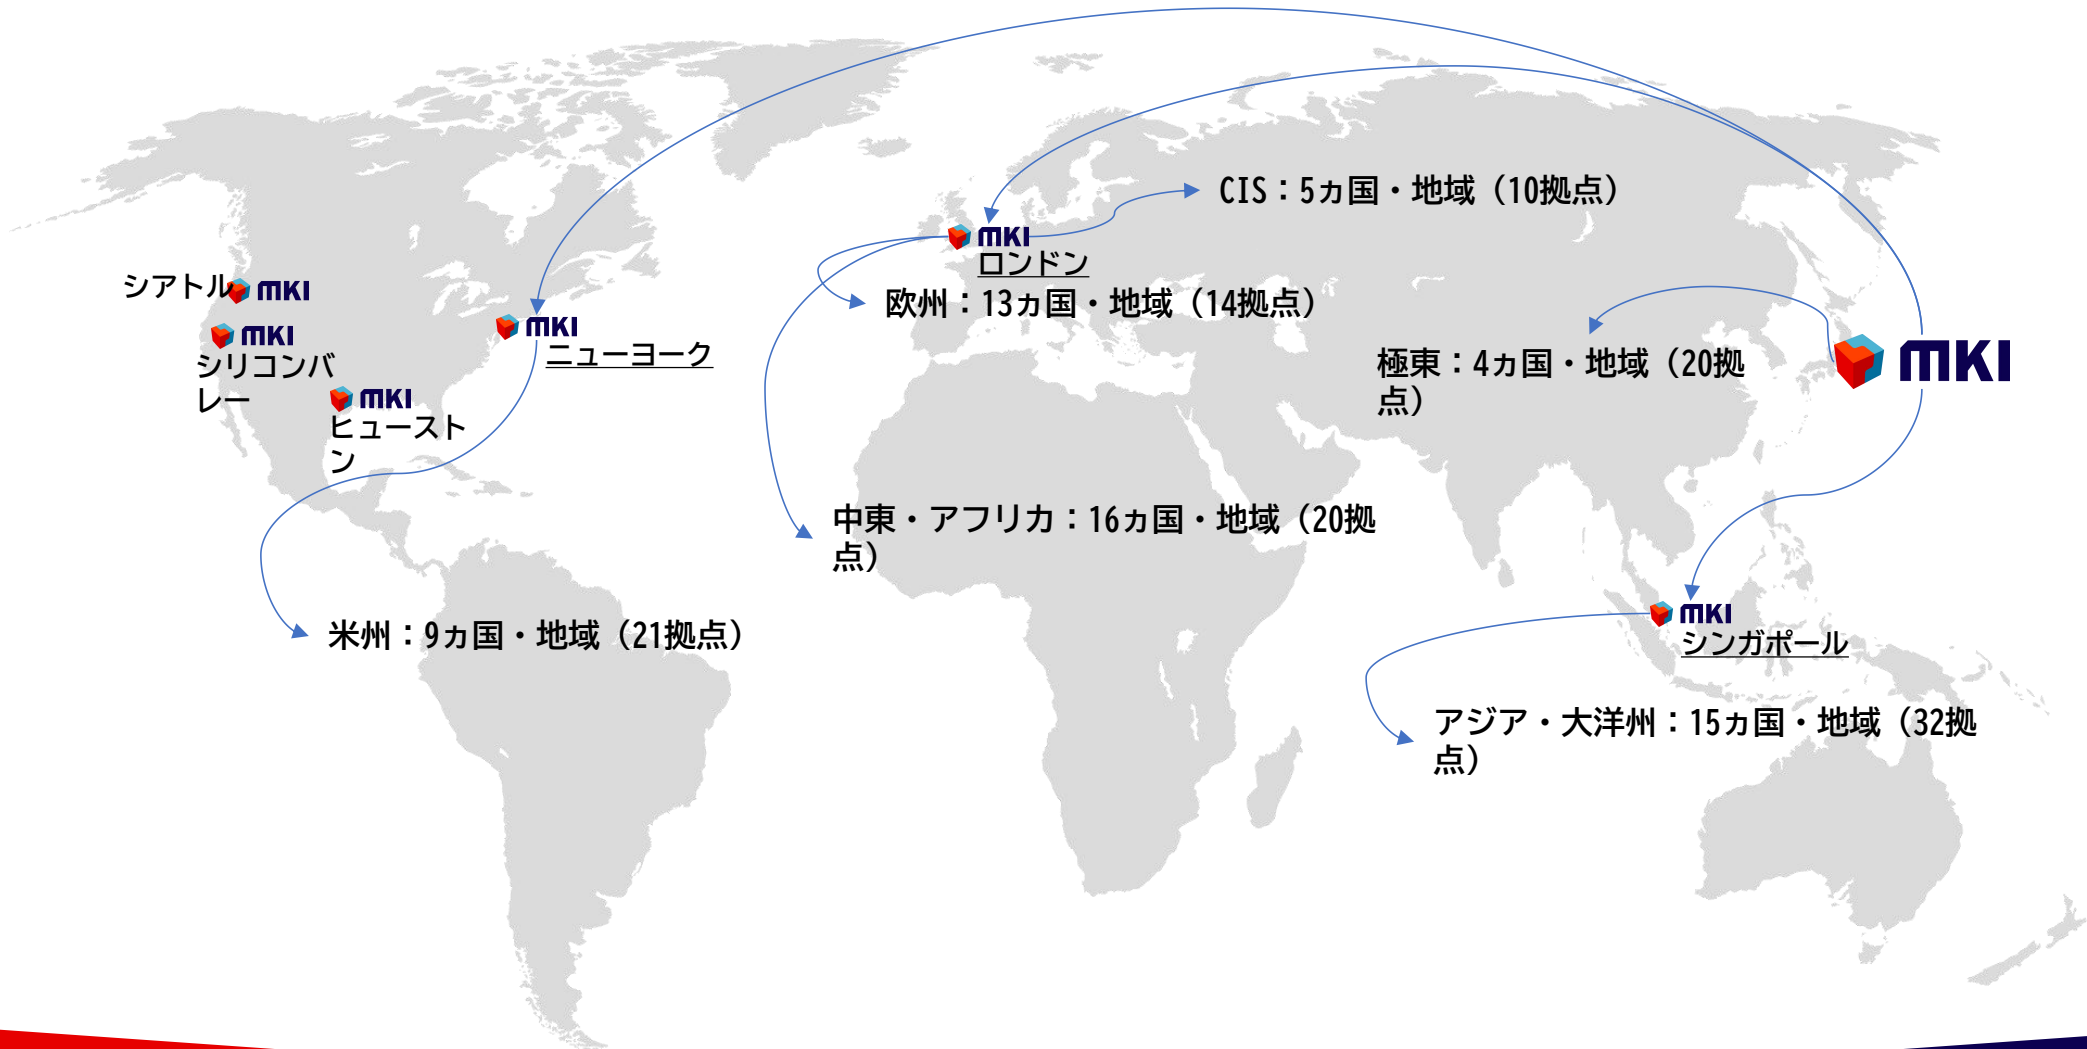 CIS：5ヵ国・地域（10拠点）
MKI
ロンドン
欧州：13ヵ国・地域（14拠点）
シアトル
MKI
MKI
シリコンバ
レー
MKI
ニューヨーク
MKI
ヒュースト
ン
極東：4ヵ国・地域（20拠
点）
MKI
中東・アフリカ：16ヵ国・地域（20拠
点）
米州：9ヵ国・地域（21拠点）
MKI
シンガポール
アジア・大洋州：15ヵ国・地域（32拠
点）